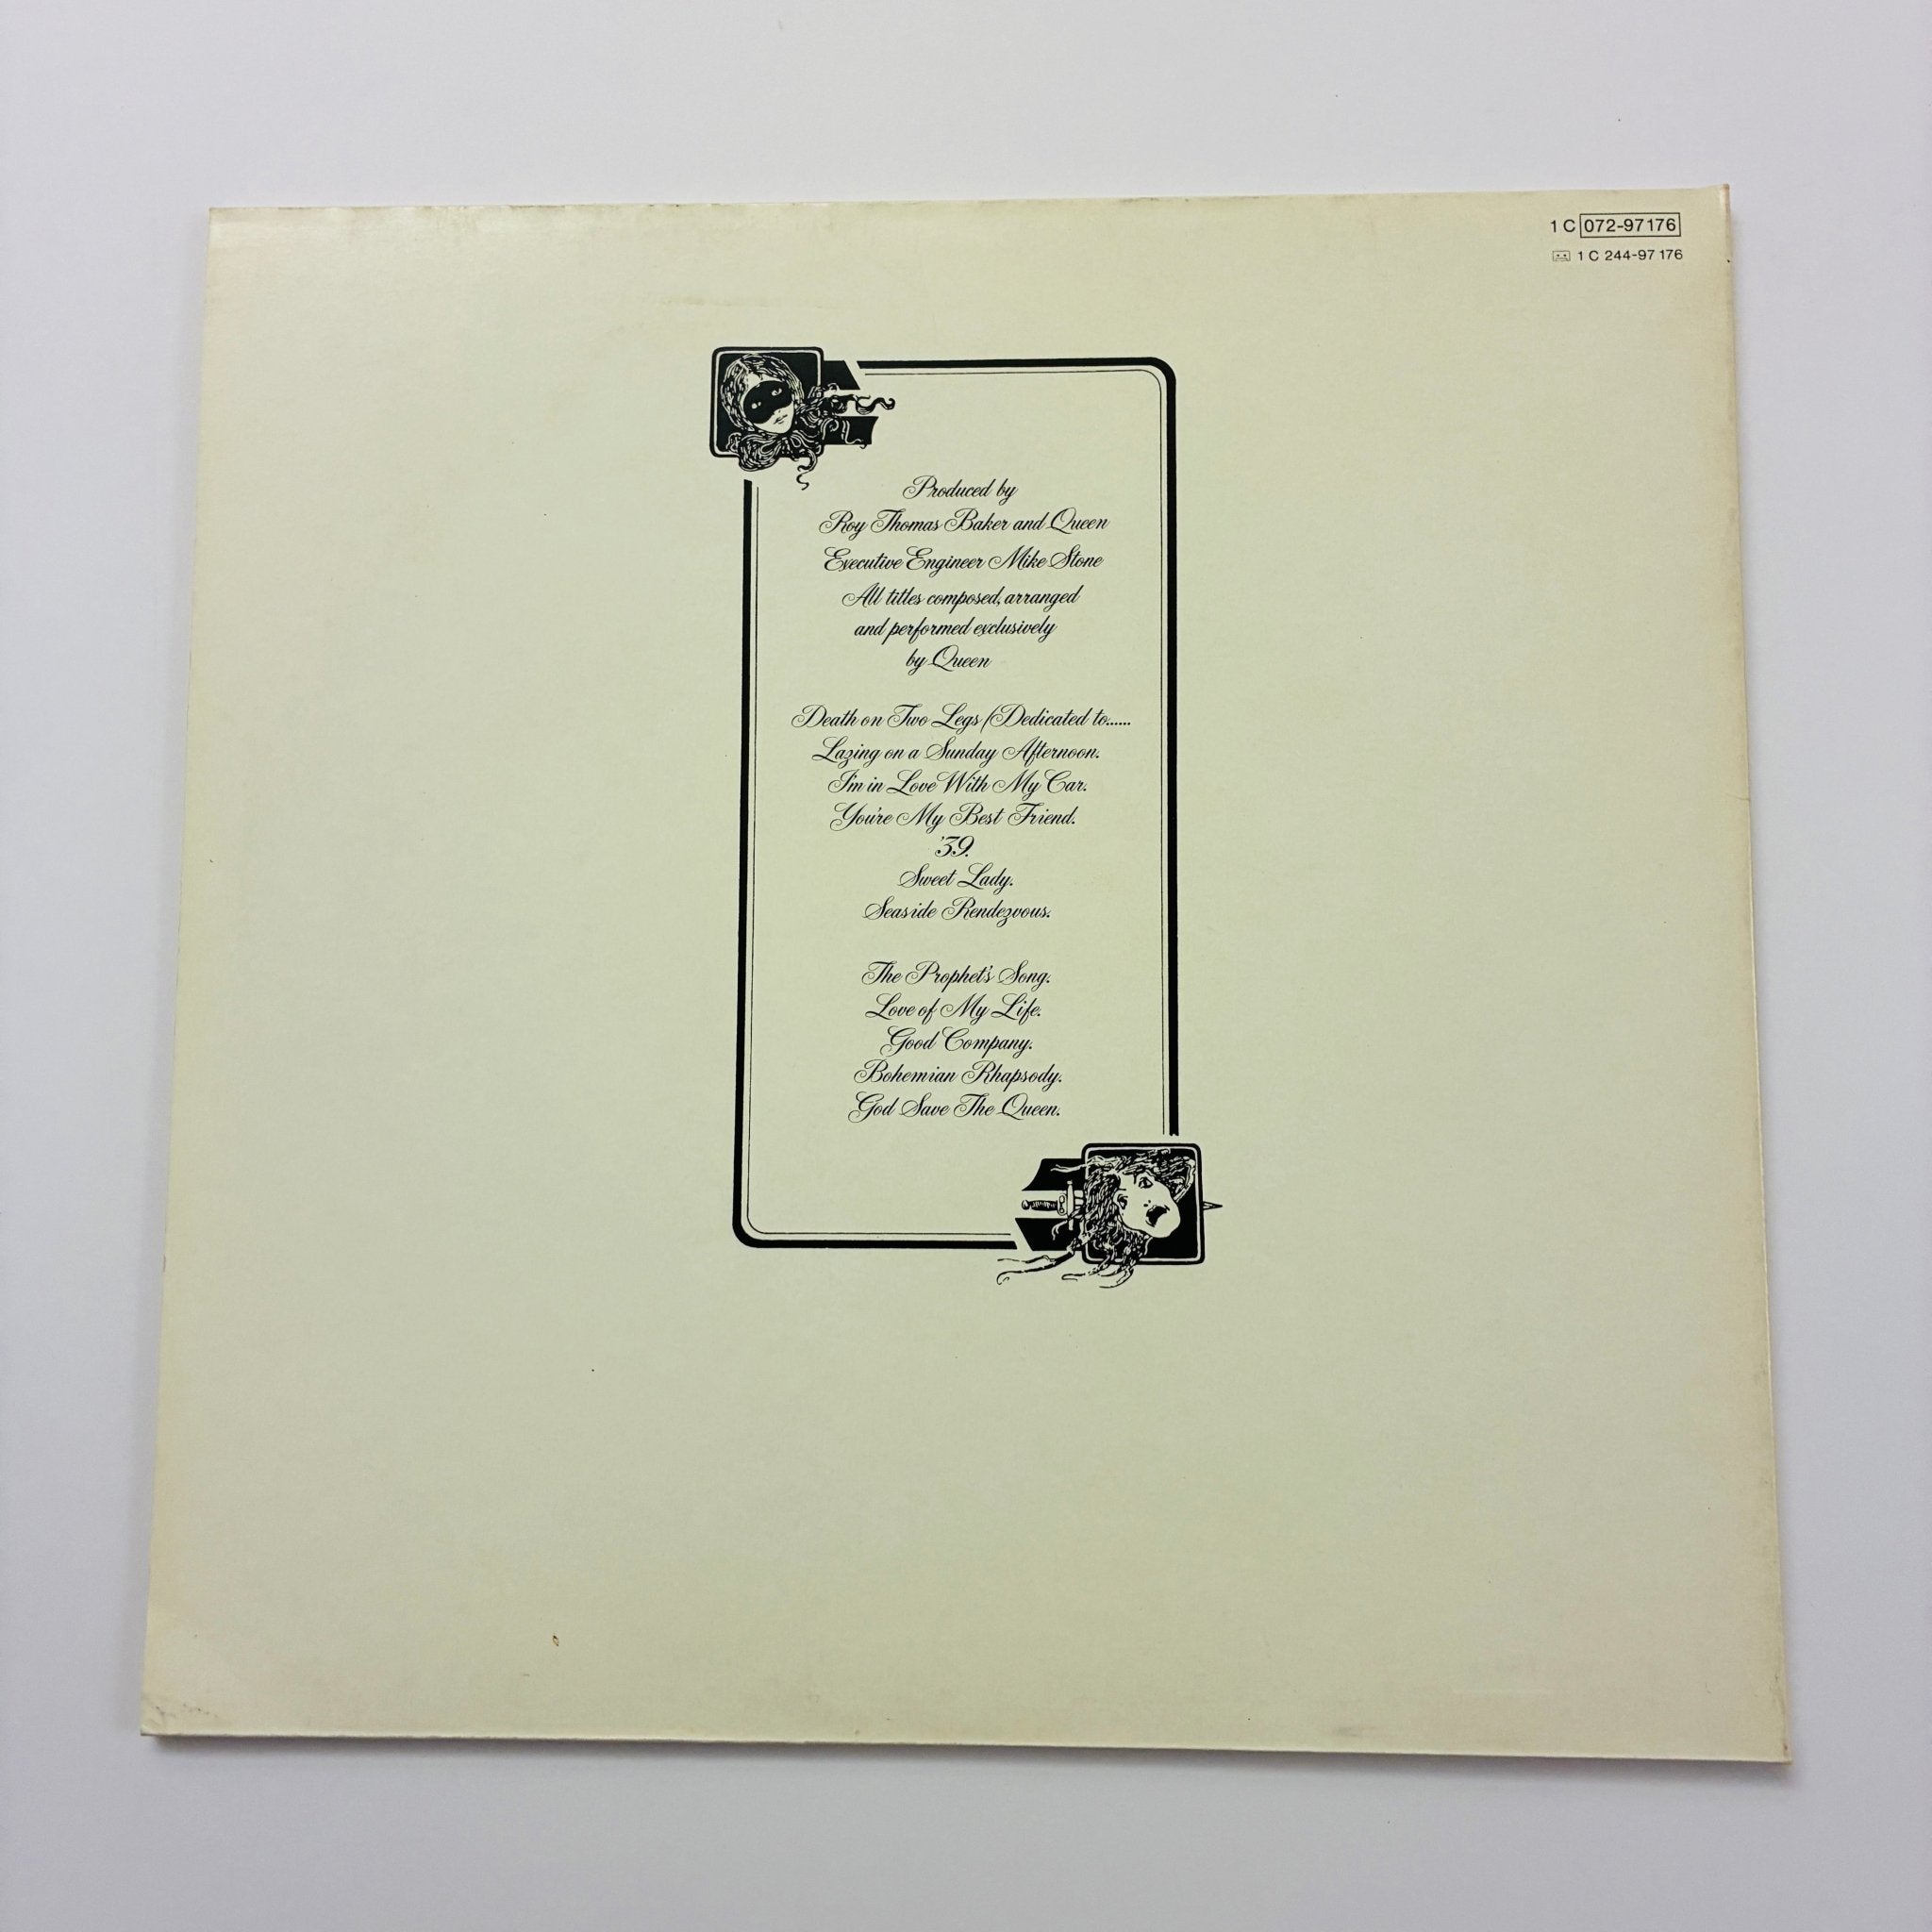 1 C 072-97176
1 C 244-97 176
Produced by
Roy Thomas Baker and Queen
Executive Engineer Mike Stone
All titles composed, arranged
and performed exclusively
by Queen
Death on Two Legs (Dedicated to......
Lazing on a Sunday Afternoon.
I'm in Love With My Car.
You're My Best Friend.
'39.
Sweet Lady.
Seaside Rendezvous.
The Prophet's Song.
Love of My Life.
Good Company.
Bohemian Rhapsody.
God Save The Queen.